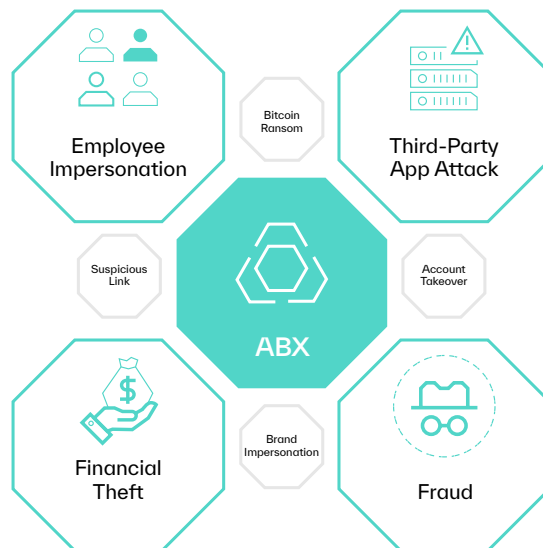 Employee
Impersonation
Bitcoin
Ransom
Third-Party
App Attack
Suspicious
Link
ABX
Account
Takeover
Financial
Theft
$
Brand
Impersonation
Fraud